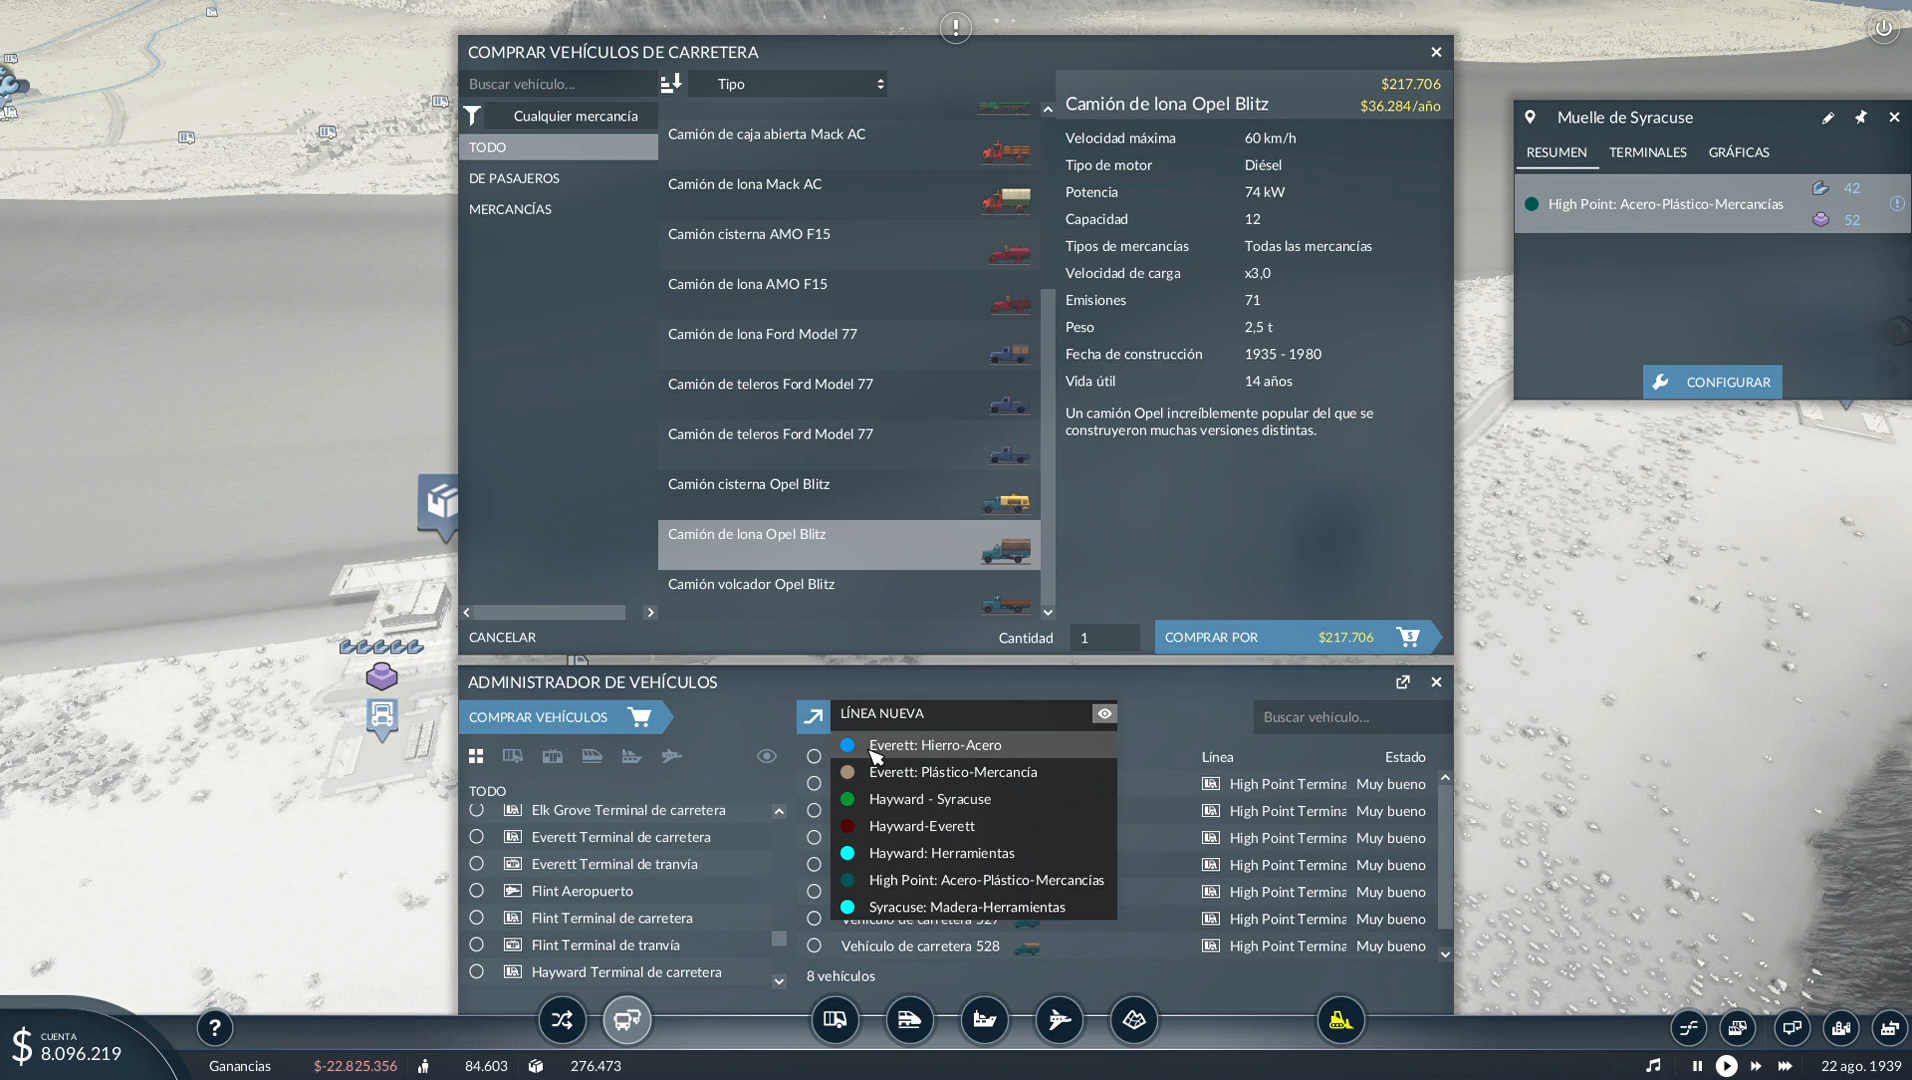 COMPRAR VEHÍCULOS DE CARRETERA
Buscar vehículo...
Tipo
Cualquier mercancía
TODO
DE PASAJEROS
MERCANCÍAS
Camión de caja abierta Mack AC
Camión de lona Mack AC
Camión cisterna AMO F15
Camión de lona AMO F15
Camión de lona Ford Model 77
Camión de teleros Ford Model 77
Camión de teleros Ford Model 77
Camión cisterna Opel Blitz
Camión de lona Opel Blitz
Camión volcador Opel Blitz
$217.706
Camión de lona Opel Blitz
$36.284/año
Velocidad máxima 60 km/h
Tipo de motor Diésel
Potencia 74 kW
Capacidad 12
Tipos de mercancías Todas las mercancías
Velocidad de carga x3,0
Emisiones 71
Peso 2,5 t
Fecha de construcción 1935 - 1980
Vida útil 14 años
Un camión Opel increíblemente popular del que se
construyeron muchas versiones distintas.
CANCELAR
Cantidad 1
COMPRAR POR $217.706
Muelle de Syracuse
RESUMEN TERMINALES GRÁFICAS
High Point: Acero-Plástico-Mercancías
42
52
CONFIGURAR
ADMINISTRADOR DE VEHÍCULOS
COMPRAR VEHÍCULOS
TODO
Elk Grove Terminal de carretera
Everett Terminal de carretera
Everett Terminal de tranvía
Flint Aeropuerto
Flint Terminal de carretera
Flint Terminal de tranvía
Hayward Terminal de carretera
LÍNEA NUEVA
Everett: Hierro-Acero
Everett: Plástico-Mercancía
Hayward - Syracuse
Hayward-Everett
Hayward: Herramientas
High Point: Acero-Plástico-Mercancías
Syracuse: Madera-Herramientas
Vehículo de carretera 527
Vehículo de carretera 528
8 vehículos
Buscar vehículo...
Línea Estado
High Point Termina Muy bueno
High Point Termina Muy bueno
High Point Termina Muy bueno
High Point Termina Muy bueno
High Point Termina Muy bueno
High Point Termina Muy bueno
High Point Termina Muy bueno
?
$
CUENTA
8.096.219
Ganancias $-22.825.356
84.603
276.473
22 ago. 1939